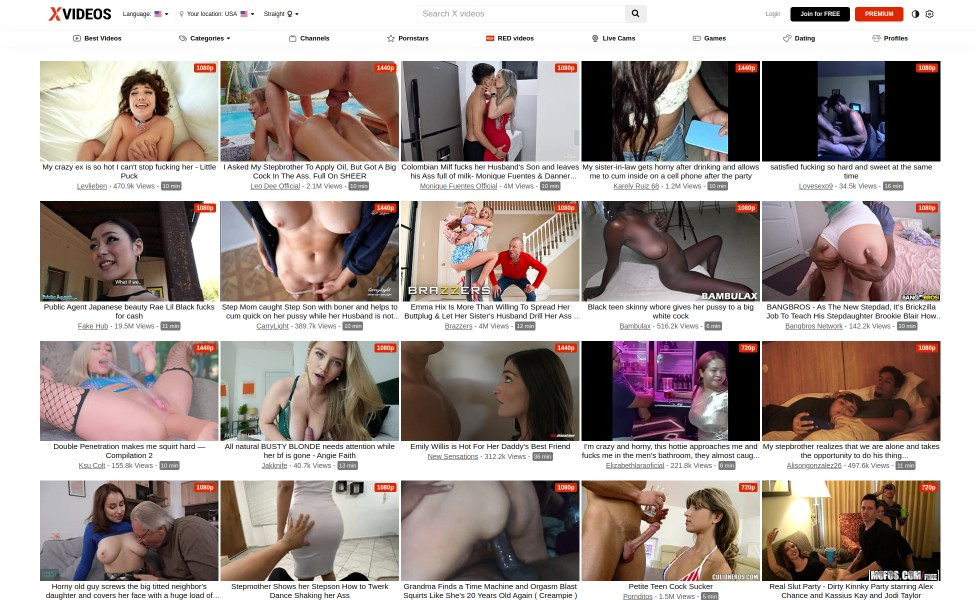 XVIDEOS
Language:
Your location: USA
Straight
Search X videos
Login
Join for FREE
PREMIUM
Best Videos
Categories
Channels
Pornstars
RED videos
Live Cams
Games
Dating
Profiles
1080p
1440p
1080p
1440p
1080p
My crazy ex is so hot I can't stop fucking her - Little
Puck
Levlieben - 470.9k Views - 10 min
I Asked My Stepbrother To Apply Oil, But Got A Big
Cock In The Ass. Full On SHEER
Leo Dee Official - 2.1M Views - 10 min
Colombian Milf fucks her Husband's Son and leaves
his Ass full of milk- Monique Fuentes & Danner...
Monique Fuentes Official - 4M Views - 10 min
My sister-in-law gets horny after drinking and allows
me to cum inside on a cell phone after the party
Karely Ruiz 68 - 1.2M Views - 10 min
satisfied fucking so hard and sweet at the same
time
Lovesexo9 - 34.5k Views - 16 min
1080p
1440p
1080p
1080p
1080p
What if we...
BRAZZERS
BAMBULAX
BANGBROS
Public Agent Japanese beauty Rae Lil Black fucks
for cash
Fake Hub - 19.5M Views - 11 min
Step Mom caught Step Son with boner and helps to
cum quick on her pussy while her Husband is not...
CarryLight - 389.7k Views - 10 min
Emma Hix Is More Than Willing To Spread Her
Buttplug & Let Her Sister's Husband Drill Her Ass ...
Brazzers - 4M Views - 12 min
Black teen skinny whore gives her pussy to a big
white cock
Bambulax - 516.2k Views - 6 min
BANGBROS - As The New Stepdad, It's Brickzilla
Job To Teach His Stepdaughter Brookie Blair How...
Bangbros Network - 142.2k Views - 10 min
1440p
1080p
1440p
720p
1080p
Double Penetration makes me squirt hard —
Compilation 2
Ksu Colt - 155.8k Views - 10 min
All natural BUSTY BLONDE needs attention while
her bf is gone - Angie Faith
Jakknife - 40.7k Views - 13 min
Emily Willis is Hot For Her Daddy's Best Friend
New Sensations - 312.2k Views - 36 min
I'm crazy and horny, this hottie approaches me and
fucks me in the men's bathroom, they almost caug...
Elizabethlaraoficial - 221.8k Views - 9 min
My stepbrother realizes that we are alone and takes
the opportunity to do his thing...
Alisongonzalez26 - 497.6k Views - 11 min
1080p
1080p
1080p
720p
720p
CULIONEROS.COM
MOFOS.COM
Horny old guy screws the big titted neighbor's
daughter and covers her face with a huge load of...
Stepmother Shows her Stepson How to Twerk
Dance Shaking her Ass
Grandma Finds a Time Machine and Orgasm Blast
Squirts Like She's 20 Years Old Again ( Creampie )
Petite Teen Cock Sucker
Pornditos - 1.5M Views - 5 min
Real Slut Party - Dirty Kinnky Party starring Alex
Chance and Kassius Kay and Jodi Taylor